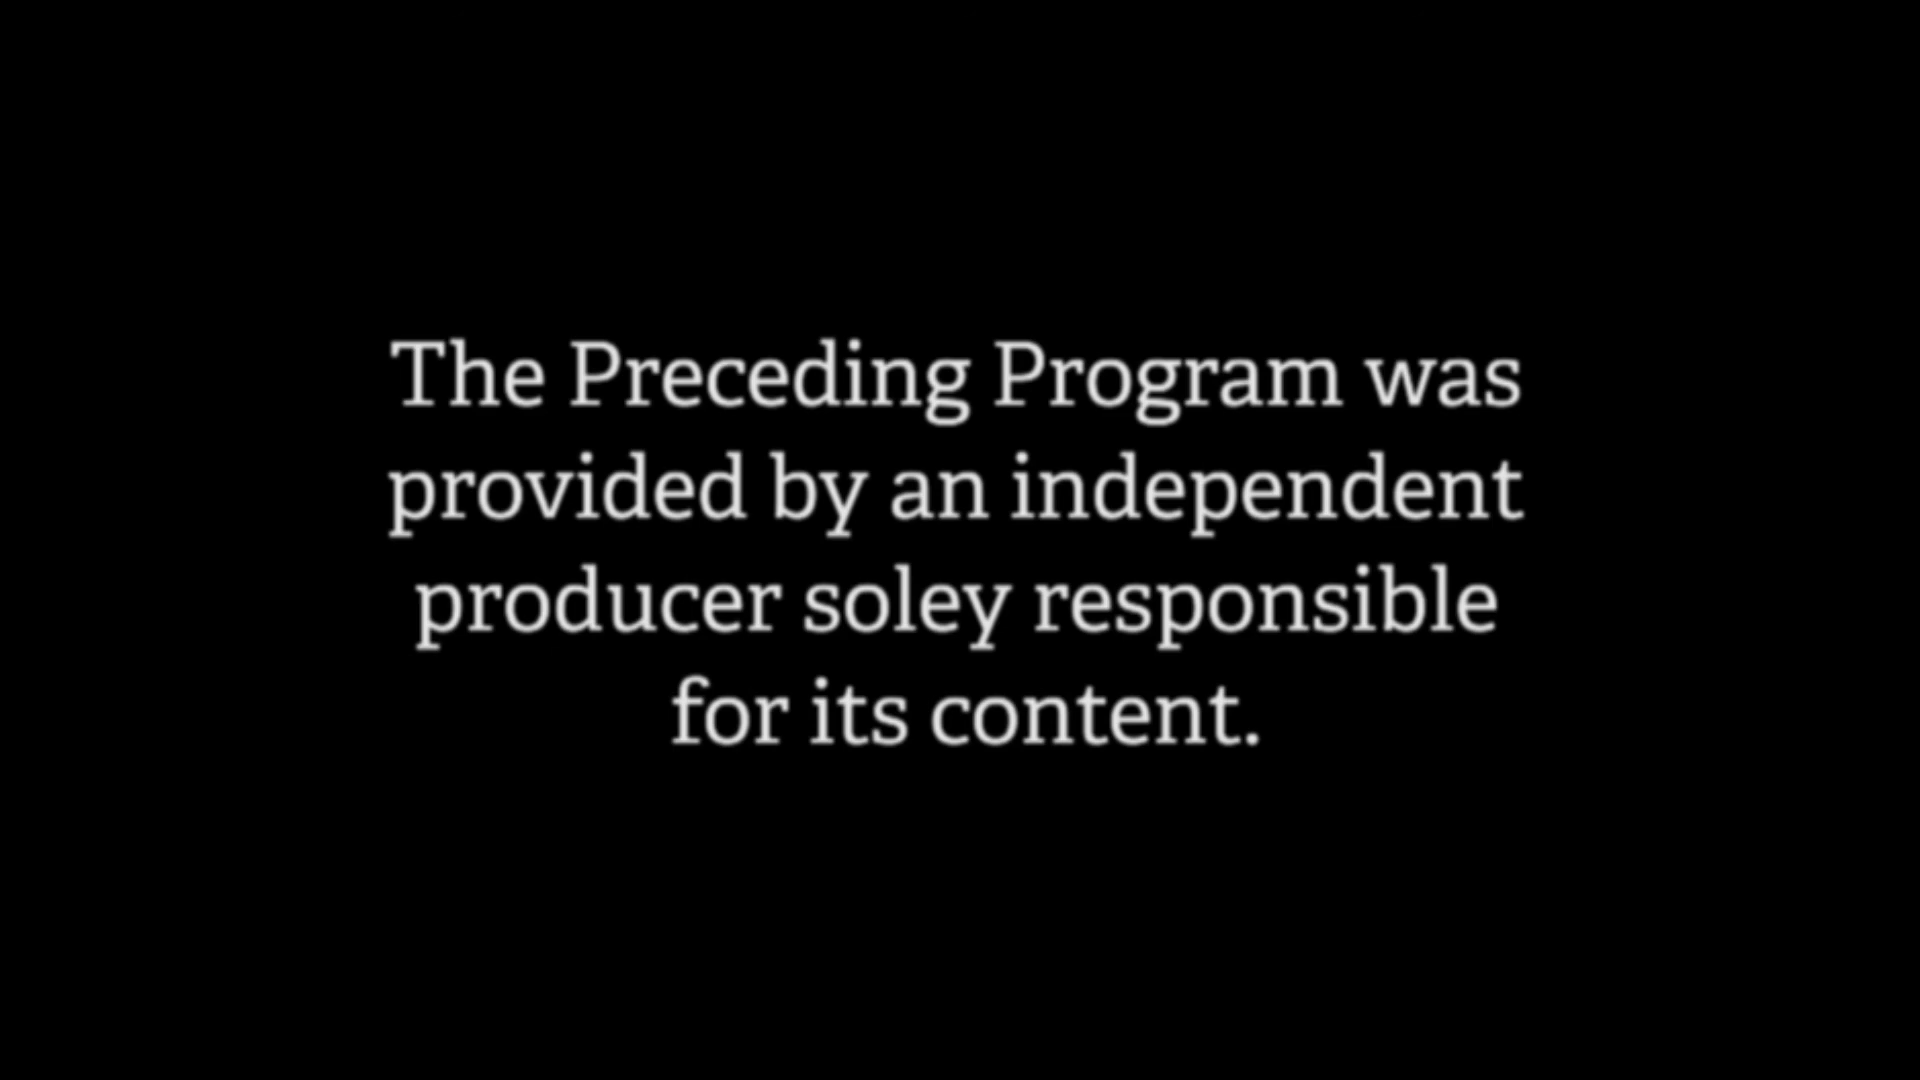 The Preceding Program was
provided by an independent
producer soley responsible
for its content.